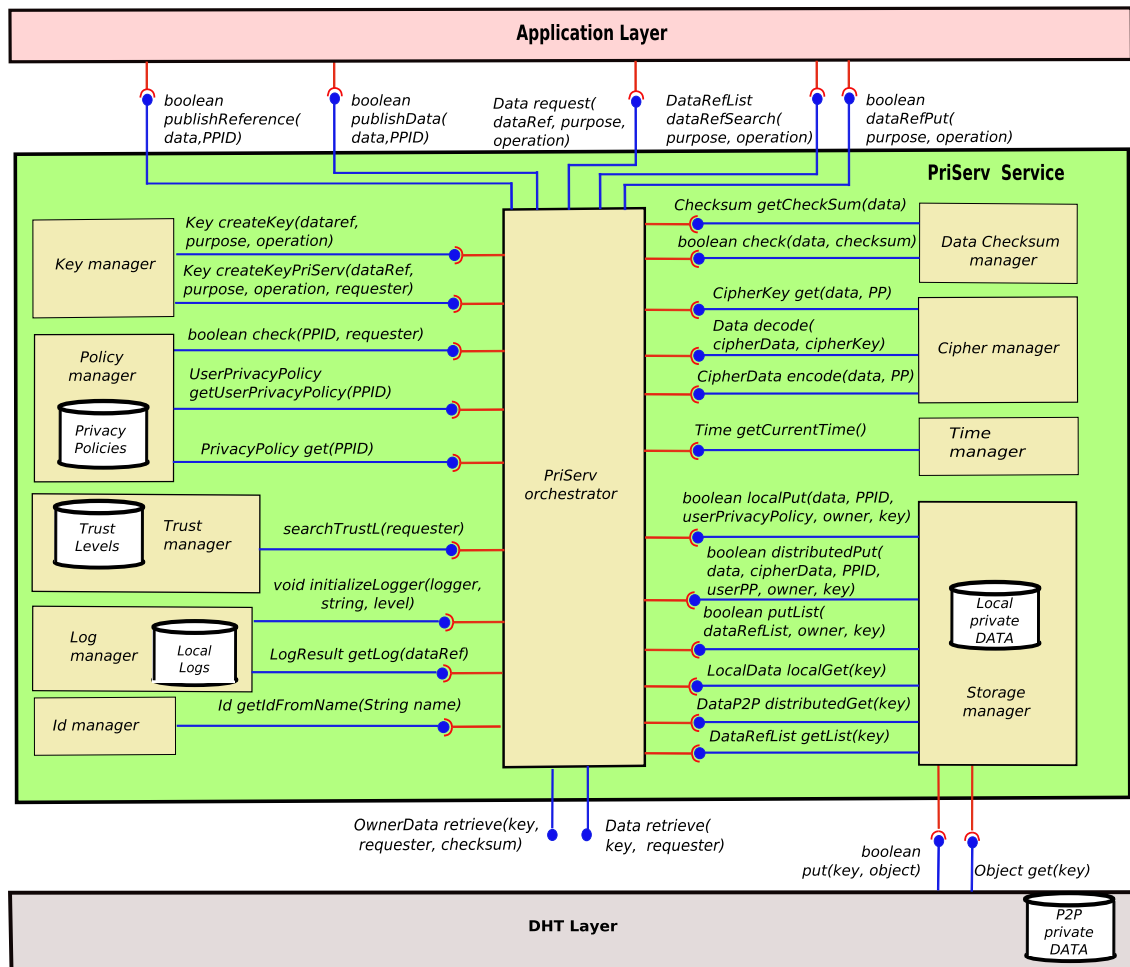 Application Layer
boolean
publishReference(
data,PPID)
boolean
publishData(
data,PPID)
Data request(
dataRef, purpose,
operation)
DataRefList
dataRefSearch(
purpose, operation)
boolean
dataRefPut(
purpose, operation)
PriServ Service
Key manager
Key createKey(dataref,
purpose, operation)
Key createKeyPriServ(dataRef,
purpose, operation, requester)
Policy
manager
Privacy
Policies
boolean check(PPID, requester)
UserPrivacyPolicy
getUserPrivacyPolicy(PPID)
PrivacyPolicy get(PPID)
Trust
Levels
Trust
manager
searchTrustL(requester)
Log
manager
Local
Logs
void initializeLogger(logger,
string, level)
LogResult getLog(dataRef)
Id manager
Id getIdFromName(String name)
PriServ
orchestrator
Checksum getCheckSum(data)
boolean check(data, checksum)
Data Checksum
manager
CipherKey get(data, PP)
Data decode(
cipherData, cipherKey)
CipherData encode(data, PP)
Cipher manager
Time getCurrentTime()
Time
manager
boolean localPut(data, PPID,
userPrivacyPolicy, owner, key)
boolean distributedPut(
data, cipherData, PPID,
userPP, owner, key)
boolean putList(
dataRefList, owner, key)
LocalData localGet(key)
DataP2P distributedGet(key)
DataRefList getList(key)
Local
private
DATA
Storage
manager
OwnerData retrieve(key,
requester, checksum)
Data retrieve(
key, requester)
boolean
put(key, object)
Object get(key)
DHT Layer
P2P
private
DATA